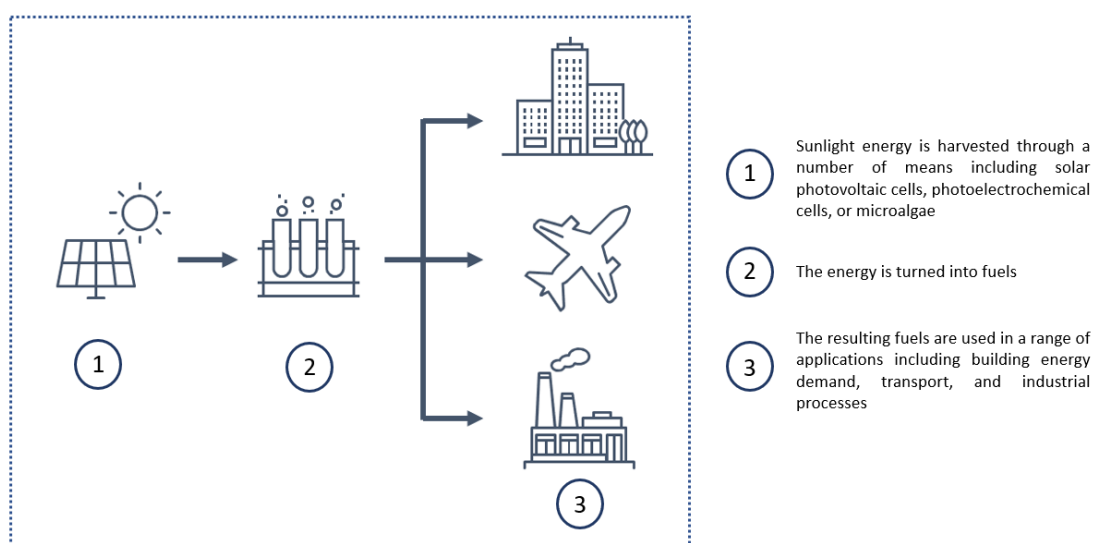 1
Sunlight energy is harvested through a
number of means including solar
photovoltaic cells, photoelectrochemical
cells, or microalgae
2
The energy is turned into fuels
3
The resulting fuels are used in a range of
applications including building energy
demand, transport, and industrial
processes
1
2
3